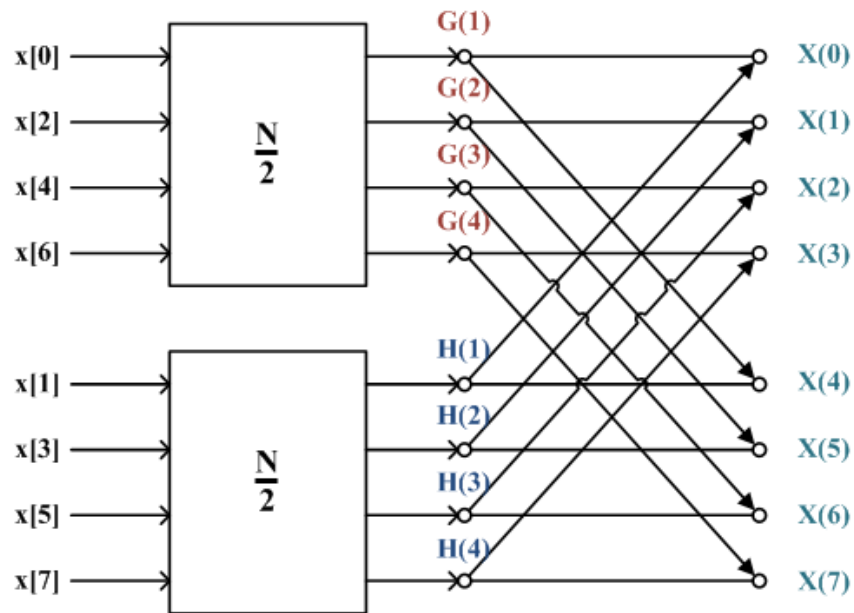 G(1)
x[0] X(0)
G(2)
x[2] X(1)
N
2
G(3)
x[4] X(2)
G(4)
x[6] X(3)
H(1)
x[1] X(4)
H(2)
x[3] X(5)
N
2
H(3)
x[5] X(6)
H(4)
x[7] X(7)